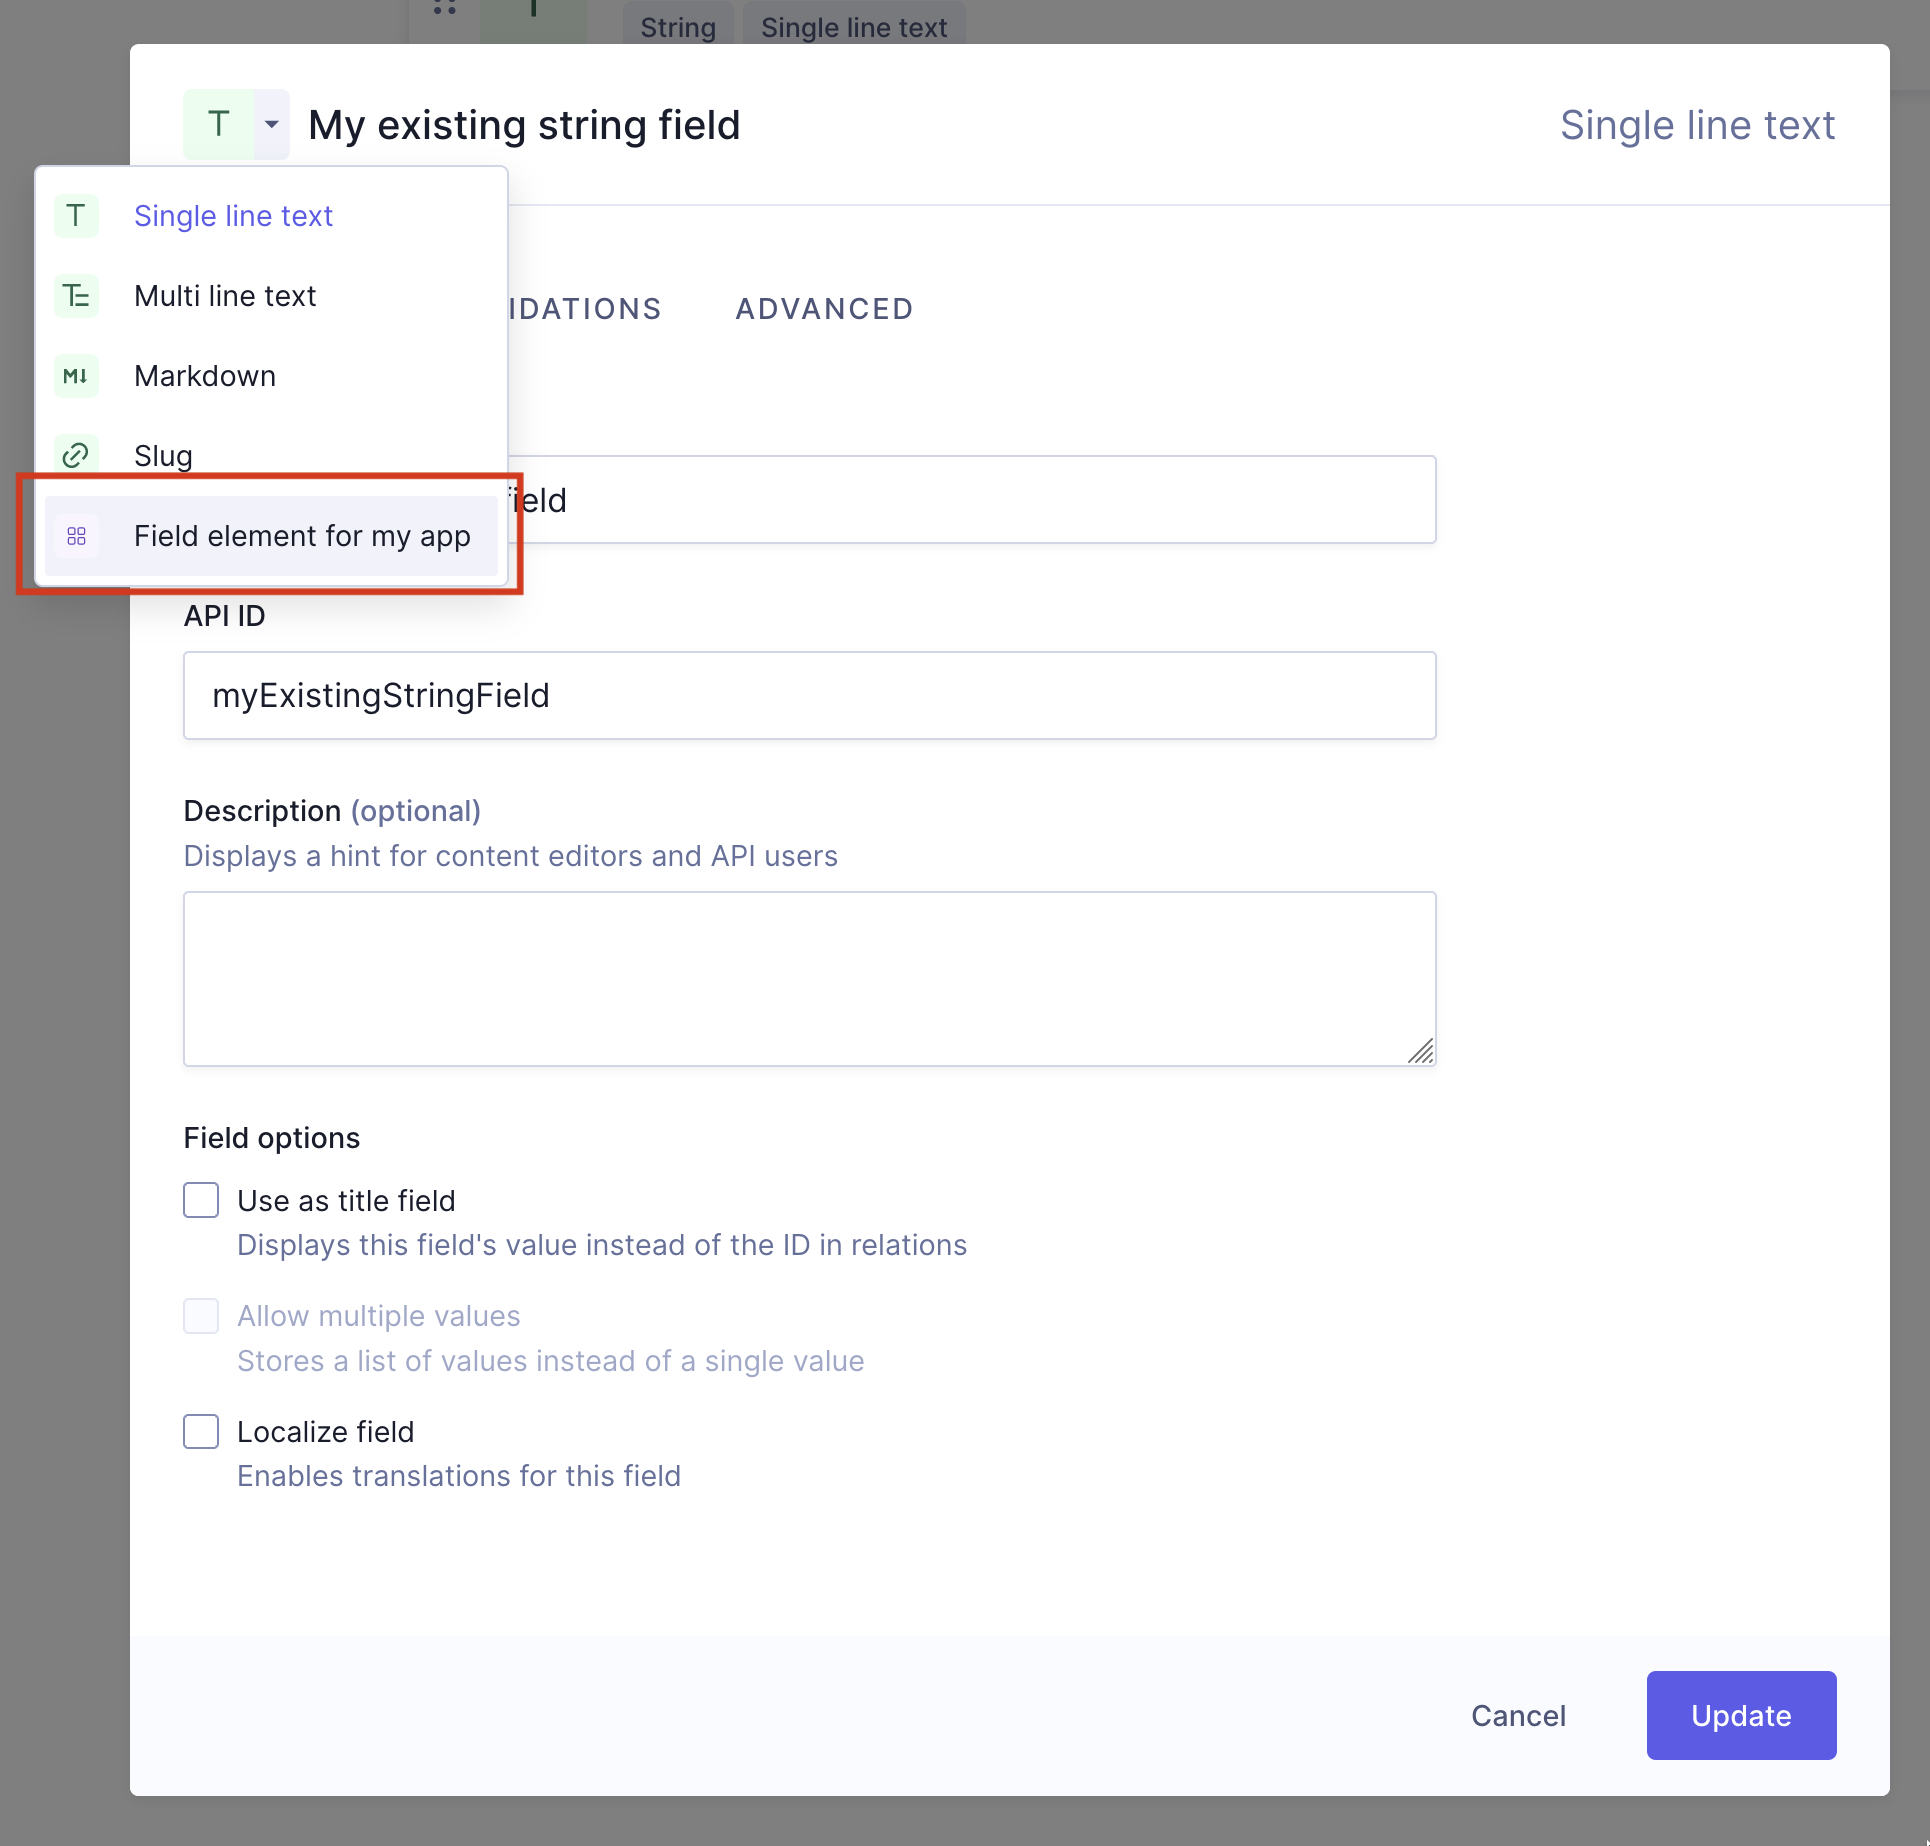 String Single line text
T My existing string field Single line text
T Single line text
Multi line text
IDATIONS ADVANCED
M↓ Markdown
Slug
field
Field element for my app
API ID
myExistingStringField
Description (optional)
Displays a hint for content editors and API users
Field options
Use as title field
Displays this field's value instead of the ID in relations
Allow multiple values
Stores a list of values instead of a single value
Localize field
Enables translations for this field
Cancel Update